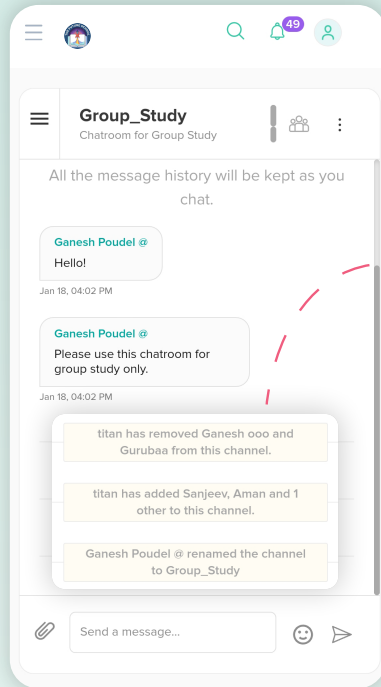 49
Group_Study
Chatroom for Group Study
All the message history will be kept as you
chat.
Ganesh Poudel @
Hello!
Jan 18, 04:02 PM
Ganesh Poudel @
Please use this chatroom for
group study only.
Jan 18, 04:02 PM
titan has removed Ganesh ooo and
Gurubaa from this channel.
titan has added Sanjeev, Aman and 1
other to this channel.
Ganesh Poudel @ renamed the channel
to Group_Study
Send a message...